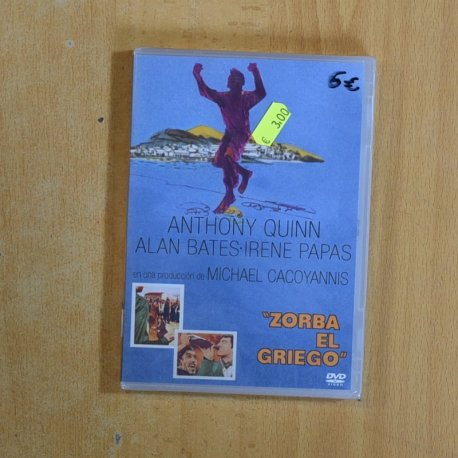 6€
€ 3,00
ANTHONY QUINN
ALAN BATES·IRENE PAPAS
en una producción de MICHAEL CACOYANNIS
"ZORBA
EL
GRIEGO"
DVD
VIDEO